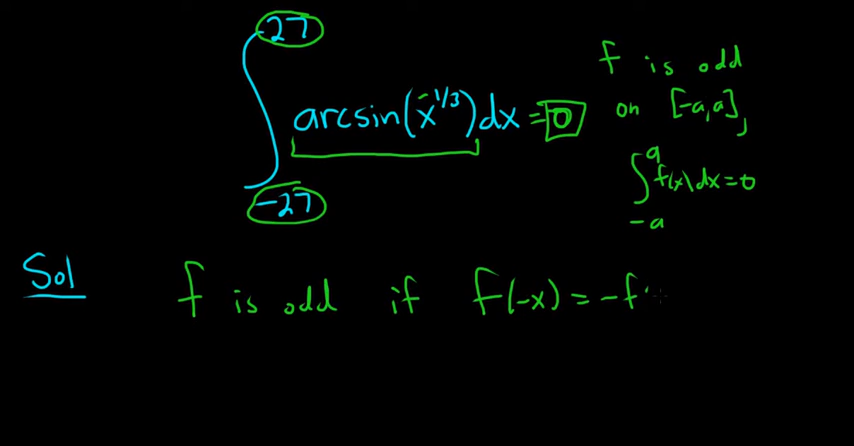 ∫_{-27}^{27} arcsin(x^{1/3}) dx = 0
f is odd
on [-a, a],
∫_{-a}^{a} f(x) dx = 0
Sol f is odd if f(-x) = -f